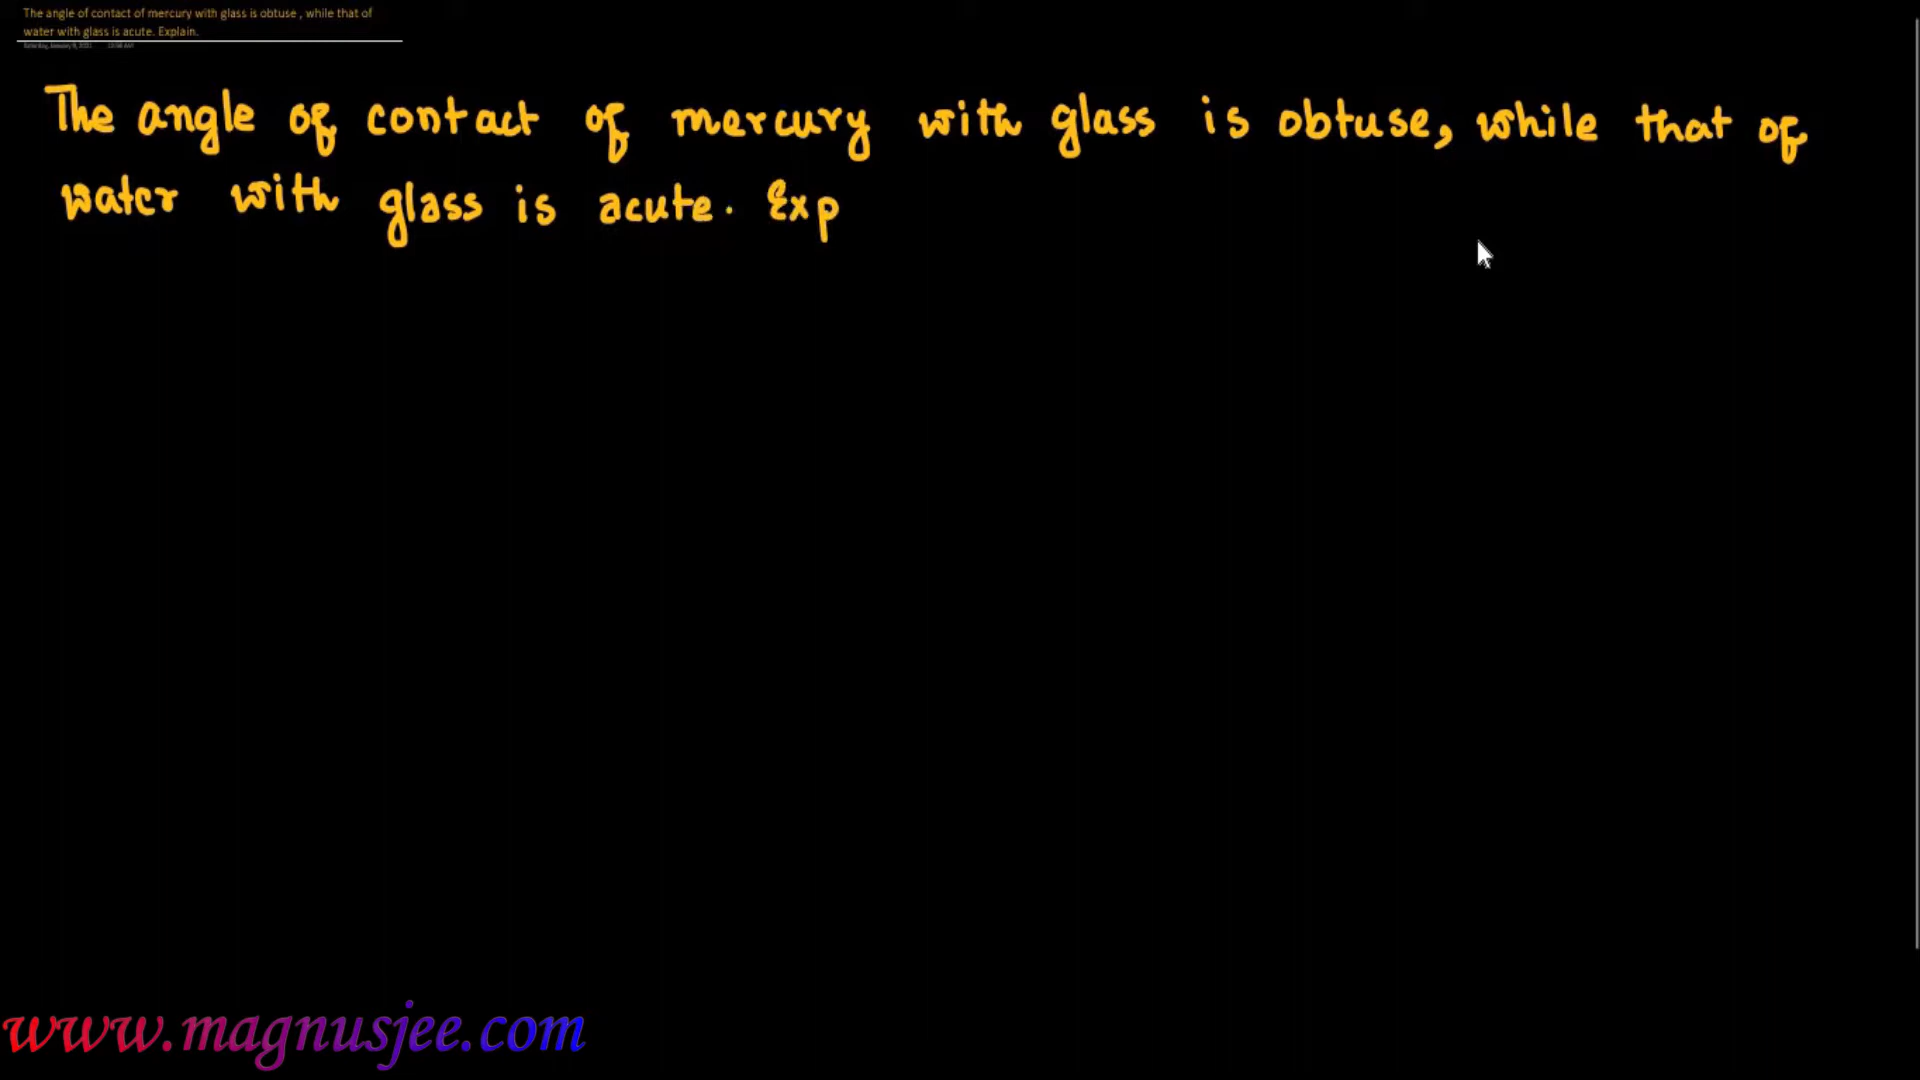 The angle of contact of mercury with glass is obtuse , while that of
water with glass is acute. Explain.
The angle of contact of mercury with glass is obtuse, while that of
water with glass is acute. Exp
www.magnusjee.com